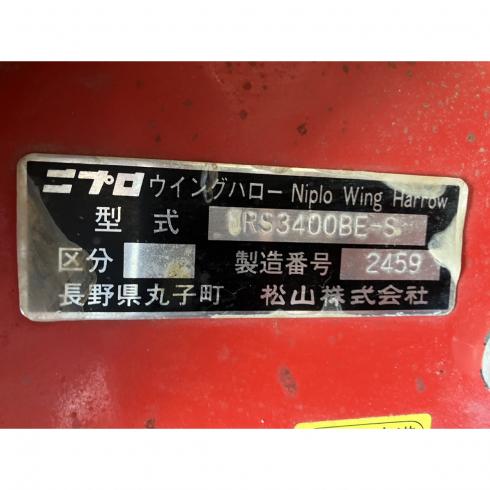 ニプロ ウイングハロー Niplo Wing Harrow
型式 RS3400BE-S
区分 製造番号 2459
長野県丸子町 松山株式会社